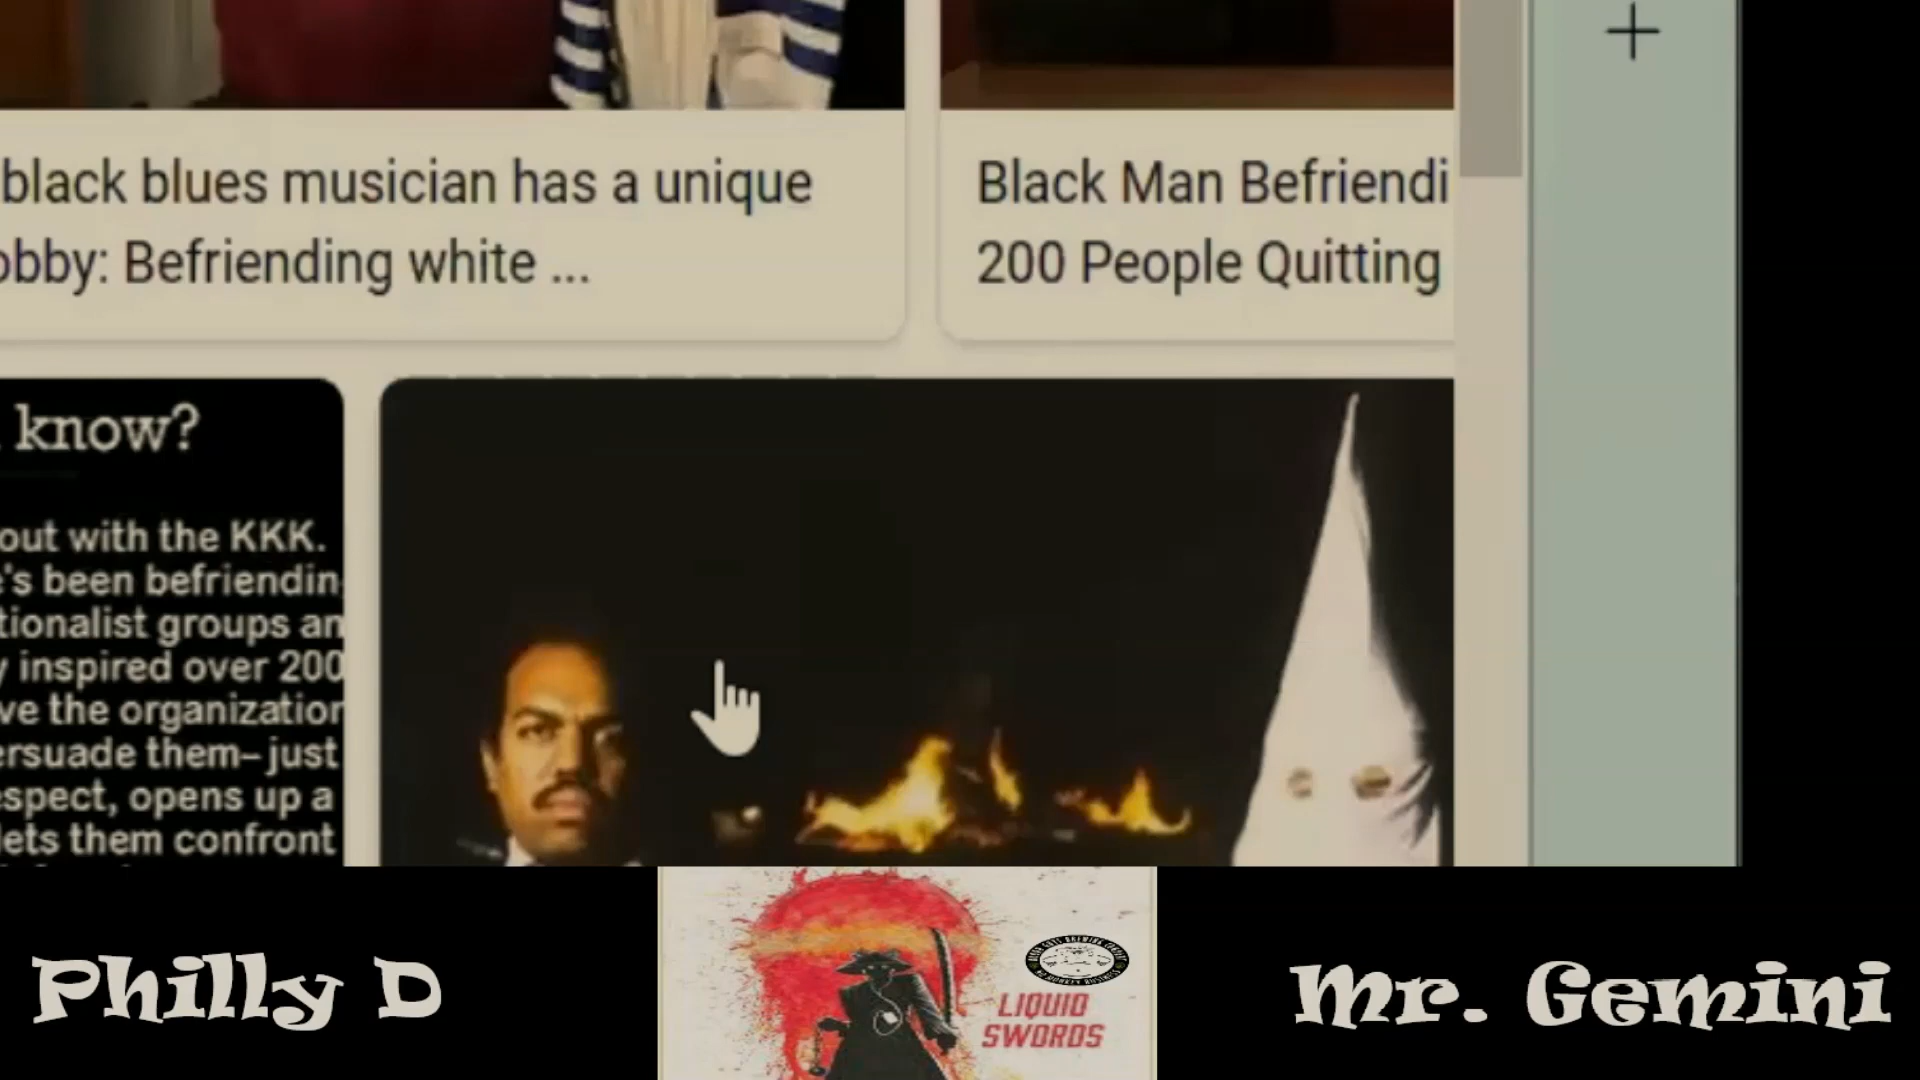 black blues musician has a unique
obby: Befriending white ...
Black Man Befriendi
200 People Quitting
know?
out with the KKK.
e's been befriendin
tionalist groups an
y inspired over 200
ve the organization
ersuade them–just
espect, opens up a
lets them confront
Philly D
LIQUID
SWORDS
Mr. Gemini